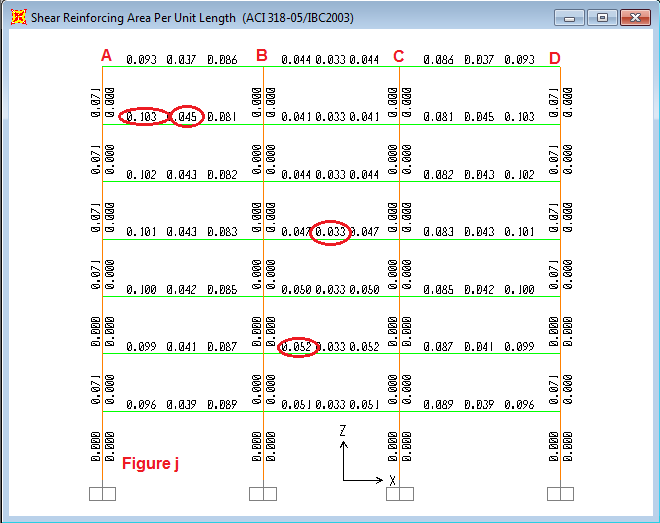 Shear Reinforcing Area Per Unit Length (ACI 318-05/IBC2003)
A B C D
0.093 0.037 0.086 0.044 0.033 0.044 0.086 0.037 0.093
0.071 0.000 0.000 0.000 0.000 0.000 0.071 0.000
0.103 0.045 0.081 0.041 0.033 0.041 0.081 0.045 0.103
0.071 0.000 0.000 0.000 0.000 0.000 0.071 0.000
0.102 0.043 0.082 0.044 0.033 0.044 0.082 0.043 0.102
0.071 0.000 0.000 0.000 0.000 0.000 0.071 0.000
0.101 0.043 0.083 0.047 0.033 0.047 0.083 0.043 0.101
0.071 0.000 0.000 0.000 0.000 0.000 0.071 0.000
0.100 0.042 0.085 0.050 0.033 0.050 0.085 0.042 0.100
0.000 0.000 0.000 0.000 0.000 0.000 0.000 0.000
0.099 0.041 0.087 0.052 0.033 0.052 0.087 0.041 0.099
0.071 0.000 0.000 0.000 0.000 0.000 0.071 0.000
0.096 0.039 0.089 0.051 0.033 0.051 0.089 0.039 0.096
0.000 0.000 0.000 0.000 0.000 0.000 0.000 0.000
Z
X
Figure j